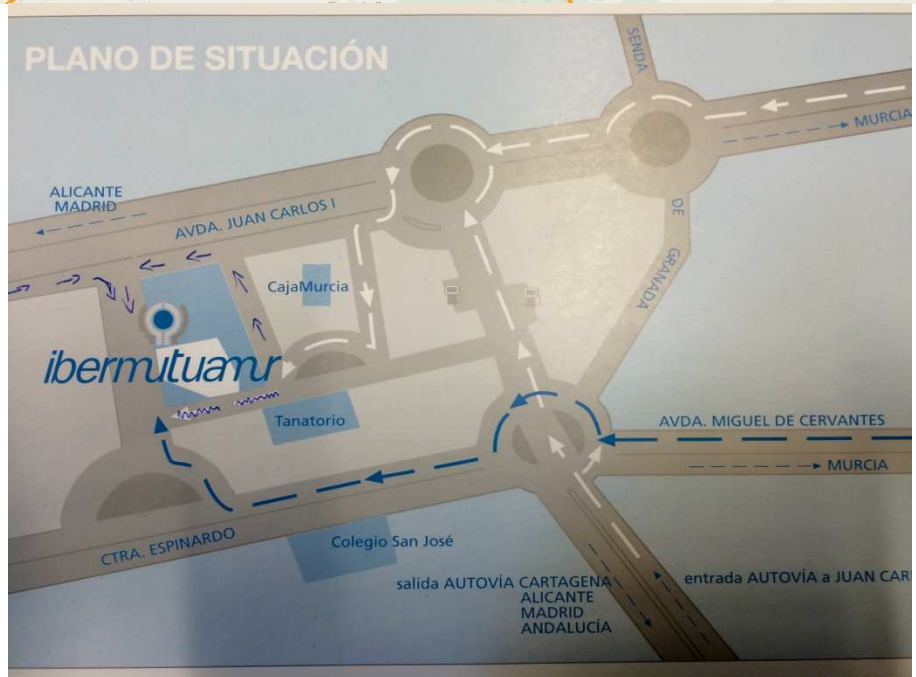 PLANO DE SITUACIÓN
SENDA
MURCIA
ALICANTE
MADRID
AVDA. JUAN CARLOS I
DE
GRANADA
CajaMurcia
ibermutuamur
Tanatorio
AVDA. MIGUEL DE CERVANTES
MURCIA
CTRA. ESPINARDO
Colegio San José
salida AUTOVÍA CARTAGENA
ALICANTE
MADRID
ANDALUCÍA
entrada AUTOVÍA a JUAN CAR